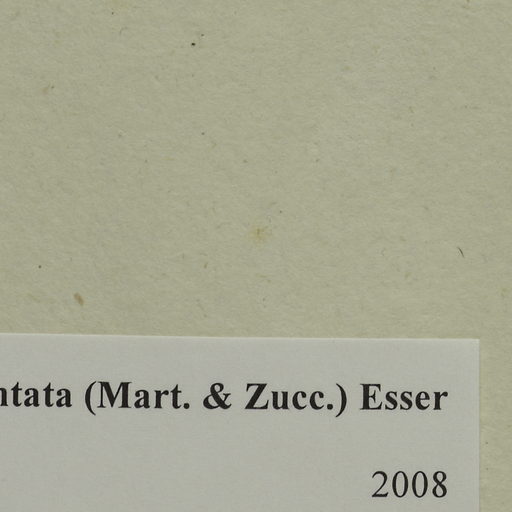 ntata (Mart. & Zucc.) Esser
2008